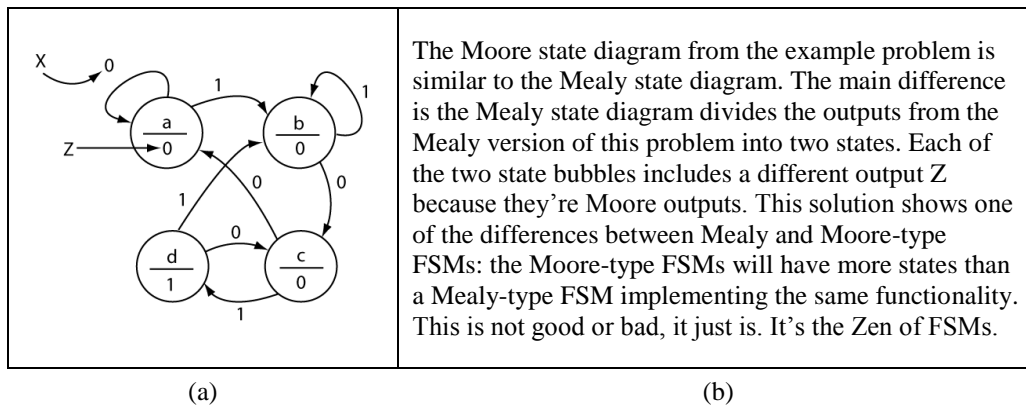 X
0
1
1
a
0
b
0
Z
0
0
1
d
1
0
c
0
1
The Moore state diagram from the example problem is
similar to the Mealy state diagram. The main difference
is the Mealy state diagram divides the outputs from the
Mealy version of this problem into two states. Each of
the two state bubbles includes a different output Z
because they’re Moore outputs. This solution shows one
of the differences between Mealy and Moore-type
FSMs: the Moore-type FSMs will have more states than
a Mealy-type FSM implementing the same functionality.
This is not good or bad, it just is. It’s the Zen of FSMs.
(a)
(b)